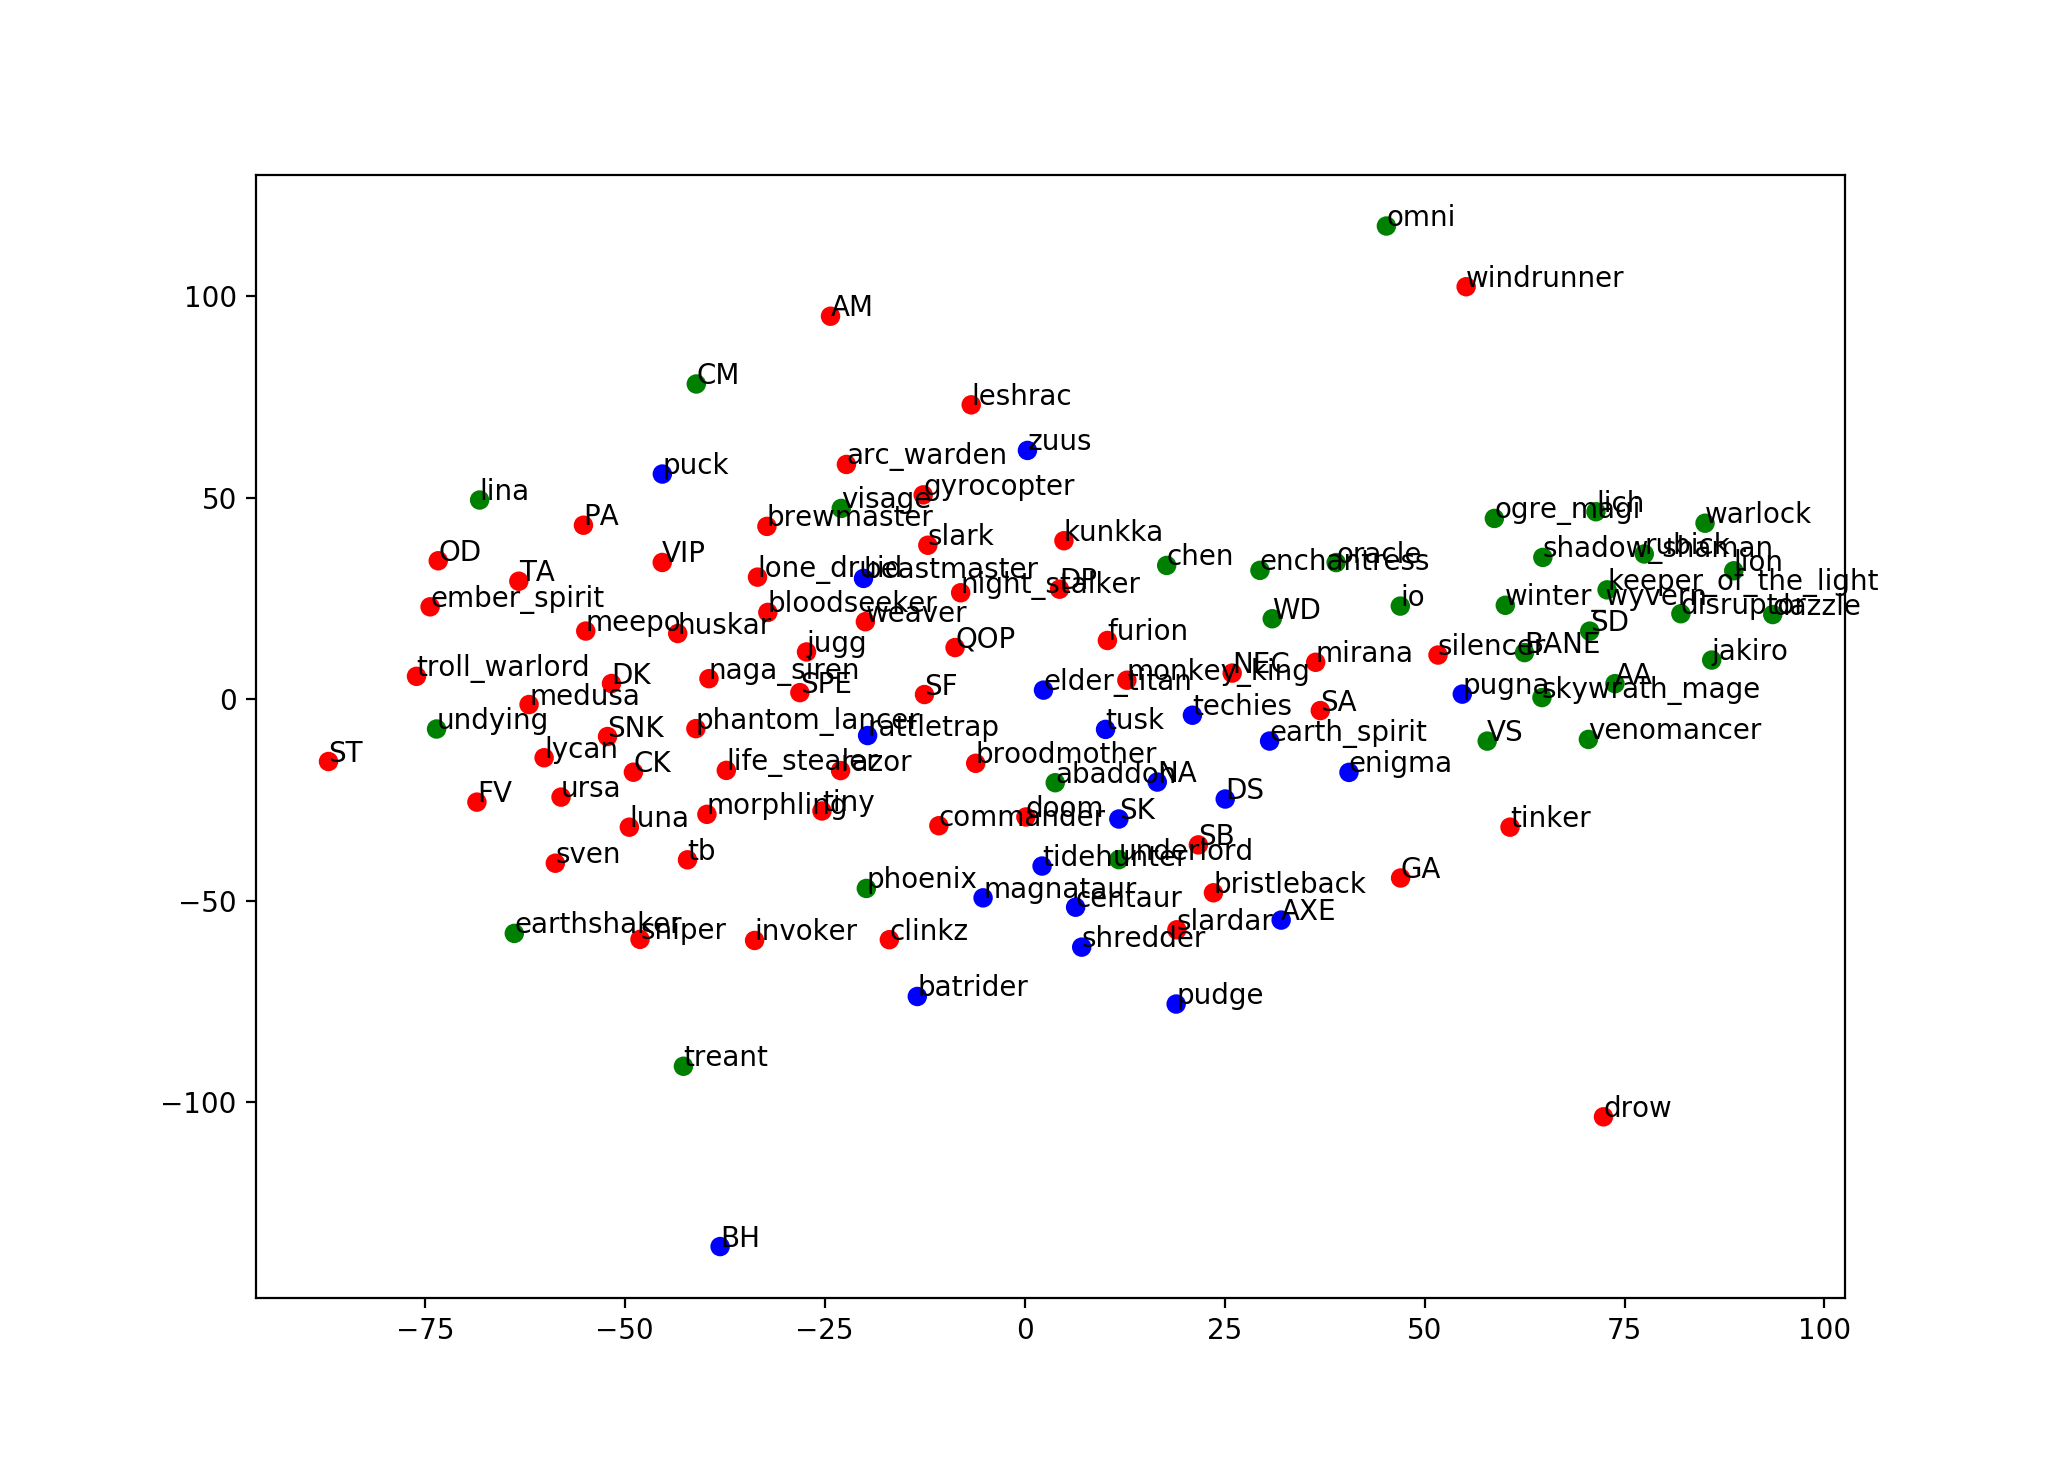 omni
windrunner
100
AM
CM
leshrac
zuus
arc_warden
puck
gyrocopter
lina
visage
50
ogre_magi
lich
warlock
PA
brewmaster
slark
kunkka
OD
VIP
chen
enchantress
oracle
shadow_shaman
rubick
lion
TA
lone_druid
beastmaster
night_stalker
DP
keeper_of_the_light
ember_spirit
bloodseeker
weaver
WD
io
winter_wyvern
disruptor
dazzle
SD
meepo
huskar
jugg
QOP
furion
mirana
silencer
BANE
jakiro
troll_warlord
DK
naga_siren
SPE
SF
elder_titan
monkey_king
NEC
pugna
skywrath_mage
AA
0
medusa
SA
techies
undying
SNK
phantom_lancer
rattletrap
tusk
earth_spirit
VS
venomancer
ST
lycan
CK
life_stealer
razor
broodmother
abaddon
NA
enigma
FV
ursa
DS
luna
morphling
tiny
commander
doom
SK
tinker
sven
tb
tidehunter
underlord
SB
GA
phoenix
magnataur
centaur
bristleback
−50
earthshaker
sniper
invoker
clinkz
shredder
slardar
AXE
batrider
pudge
treant
−100
drow
BH
−75
−50
−25
0
25
50
75
100